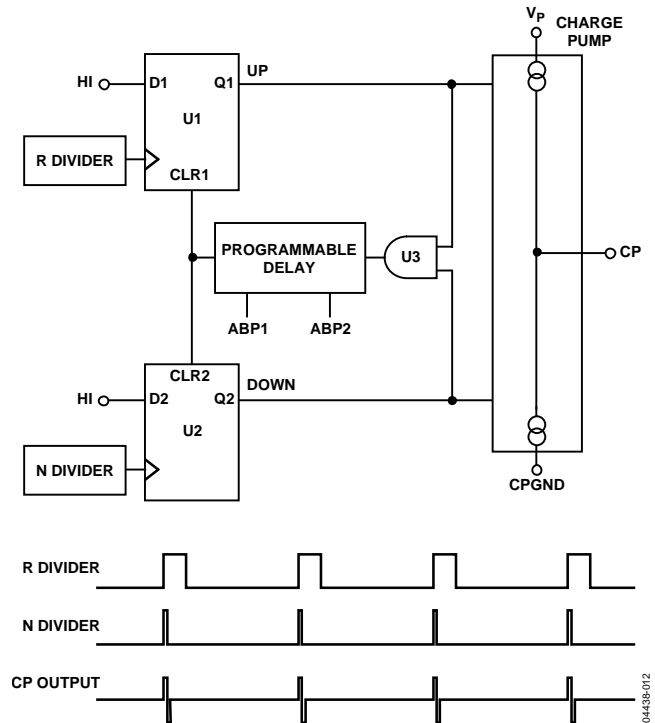 VP
CHARGE
PUMP
HI
D1
Q1
UP
U1
R DIVIDER
CLR1
PROGRAMMABLE
DELAY
U3
CP
ABP1
ABP2
CLR2
DOWN
HI
D2
Q2
U2
N DIVIDER
CPGND
R DIVIDER
N DIVIDER
CP OUTPUT
04438-012